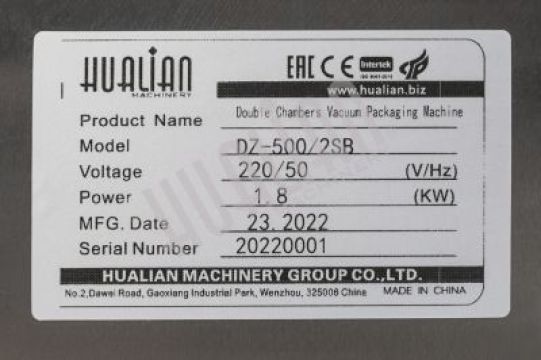 HUALIAN
MACHINERY
EAC CE Intertek
www.hualian.biz
Product Name Double Chambers Vacuum Packaging Machine
Model DZ-500/2SB
Voltage 220/50 (V/Hz)
Power 1.8 (KW)
MFG. Date 23.2022
Serial Number 20220001
HUALIAN MACHINERY GROUP CO.,LTD.
No.2,Dawei Road, Gaoxiang Industrial Park, Wenzhou, 325006 China MADE IN CHINA